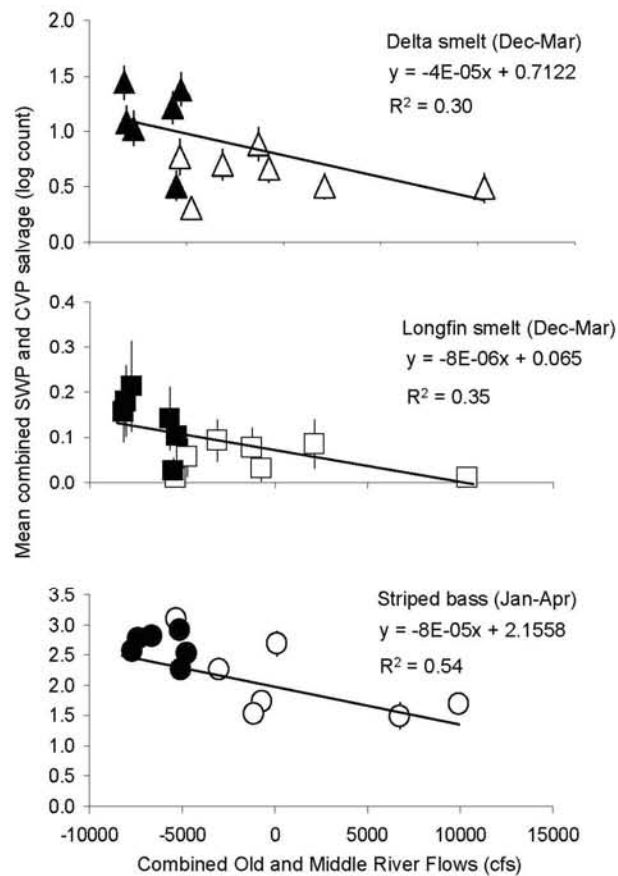 Mean combined SWP and CVP salvage (log count)
Delta smelt (Dec-Mar)
y = -4E-05x + 0.7122
R² = 0.30
2.0
1.5
1.0
0.5
0.0
Longfin smelt (Dec-Mar)
y = -8E-06x + 0.065
R² = 0.35
0.4
0.3
0.2
0.1
0.0
Striped bass (Jan-Apr)
y = -8E-05x + 2.1558
R² = 0.54
3.5
3.0
2.5
2.0
1.5
1.0
0.5
0.0
-10000 -5000 0 5000 10000 15000
Combined Old and Middle River Flows (cfs)